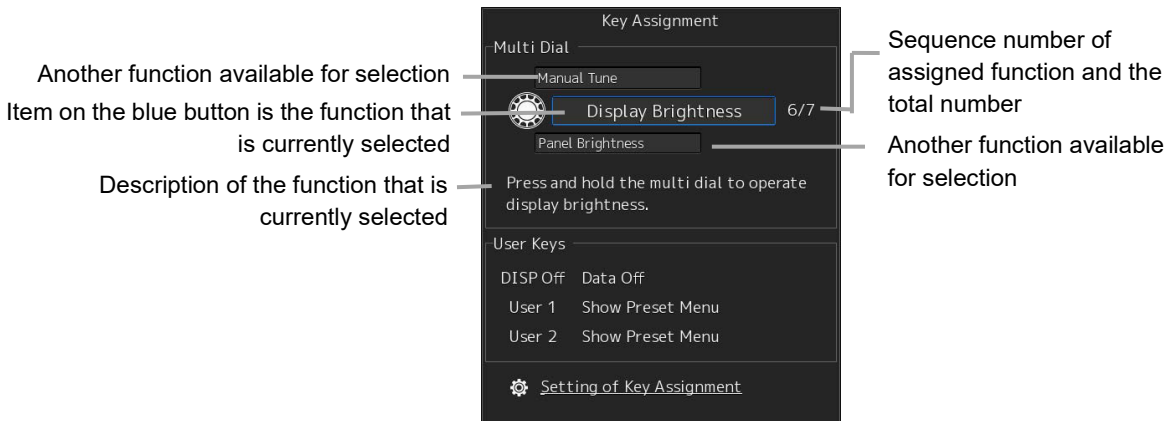 Key Assignment
Multi Dial
Another function available for selection
Manual Tune
Item on the blue button is the function that
is currently selected
Display Brightness 6/7
Sequence number of
assigned function and the
total number
Panel Brightness
Another function available
for selection
Description of the function that is
currently selected
Press and hold the multi dial to operate
display brightness.
User Keys
DISP Off Data Off
User 1 Show Preset Menu
User 2 Show Preset Menu
Setting of Key Assignment